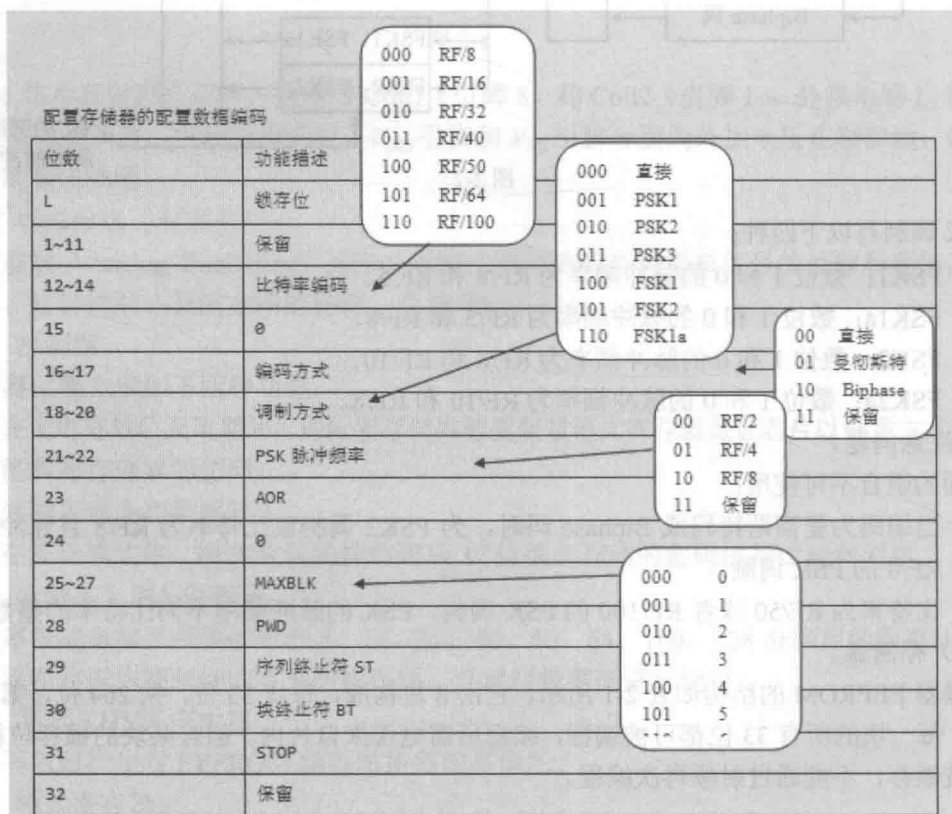 000 RF/8
001 RF/16
010 RF/32
011 RF/40
100 RF/50
101 RF/64
110 RF/100
配置存储器的配置数据编码
位数 功能描述
L 锁存位
1~11 保留
12~14 比特率编码
15 0
16~17 编码方式
18~20 调制方式
21~22 PSK 脉冲频率
23 AOR
24 0
25~27 MAXBLK
28 PWD
29 序列终止符 ST
30 块终止符 BT
31 STOP
32 保留
000 直接
001 PSK1
010 PSK2
011 PSK3
100 FSK1
101 FSK2
110 FSK1a
00 直接
01 曼彻斯特
10 Biphase
11 保留
00 RF/2
01 RF/4
10 RF/8
11 保留
000 0
001 1
010 2
011 3
100 4
101 5